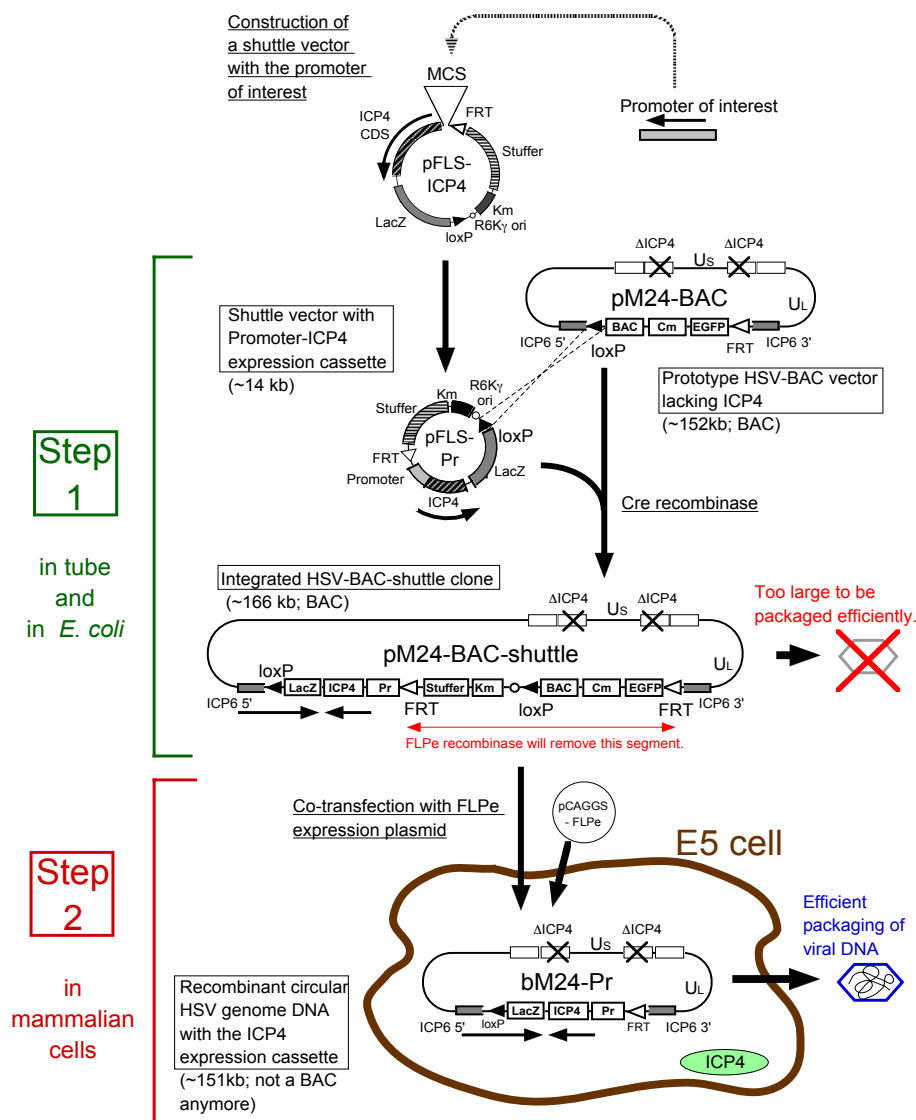 Construction of
a shuttle vector
with the promoter
of interest
MCS
FRT
ICP4
CDS
Stuffer
pFLS-
ICP4
LacZ
loxP
Km
R6Kγ ori
Promoter of interest
Step
1
in tube
and
in E. coli
Shuttle vector with
Promoter-ICP4
expression cassette
(~14 kb)
ΔICP4
ΔICP4
US
pM24-BAC
UL
BAC
Cm
EGFP
ICP6 5'
loxP
FRT
ICP6 3'
Prototype HSV-BAC vector
lacking ICP4
(~152kb; BAC)
Km
R6Kγ
ori
Stuffer
pFLS-
Pr
loxP
FRT
LacZ
Promoter
ICP4
Cre recombinase
Integrated HSV-BAC-shuttle clone
(~166 kb; BAC)
ΔICP4
ΔICP4
US
pM24-BAC-shuttle
UL
loxP
LacZ
ICP4
Pr
Stuffer
Km
BAC
Cm
EGFP
ICP6 5'
FRT
loxP
FRT
ICP6 3'
FLPe recombinase will remove this segment.
Too large to be
packaged efficiently.
Step
2
in
mammalian
cells
Co-transfection with FLPe
expression plasmid
pCAGGS
- FLPe
E5 cell
ΔICP4
ΔICP4
US
bM24-Pr
UL
LacZ
ICP4
Pr
ICP6 5'
loxP
FRT
ICP6 3'
ICP4
Recombinant circular
HSV genome DNA
with the ICP4
expression cassette
(~151kb; not a BAC
anymore)
Efficient
packaging of
viral DNA